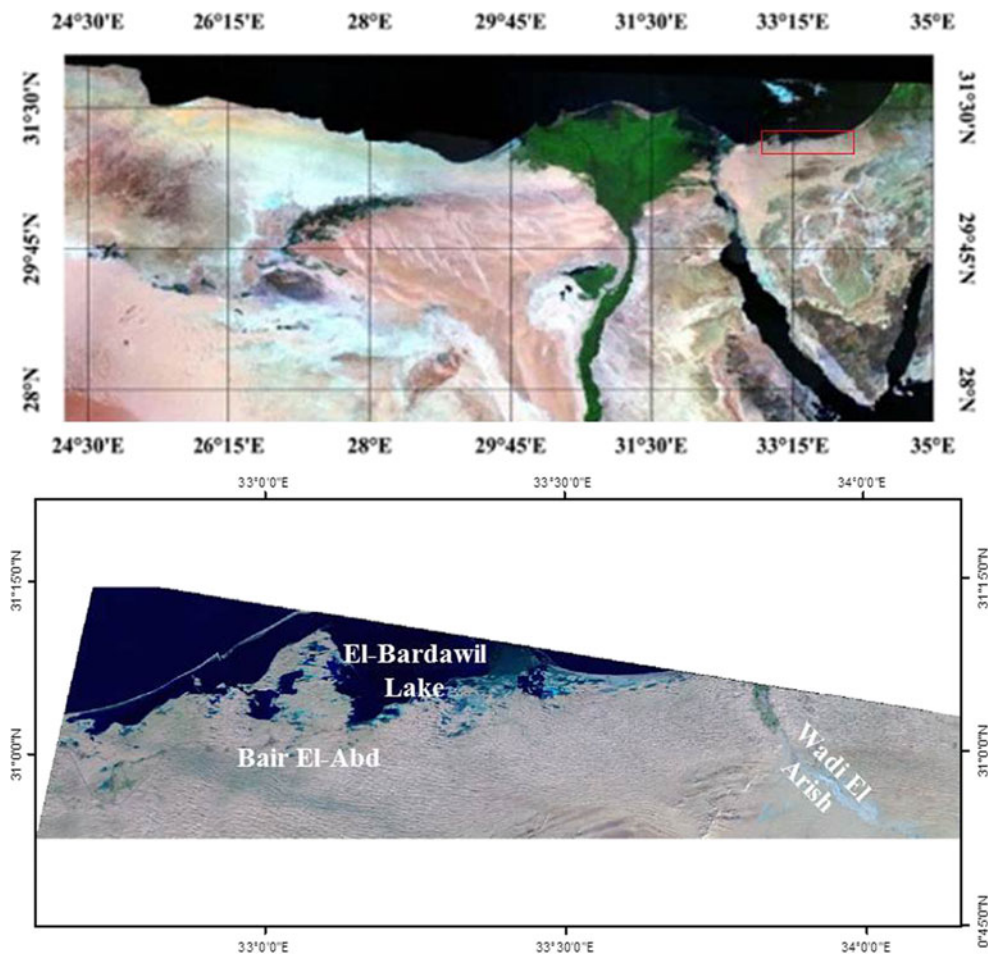 24°30'E 26°15'E 28°E 29°45'E 31°30'E 33°15'E 35°E
31°30'N 31°30'N
29°45'N 29°45'N
28°N 28°N
24°30'E 26°15'E 28°E 29°45'E 31°30'E 33°15'E 35°E
33°0'0"E 33°30'0"E 34°0'0"E
31°15'0"N 31°15'0"N
El-Bardawil
Lake
31°0'0"N 31°0'0"N
Bair El-Abd
Wadi El
Arish
0°45'0"N
33°0'0"E 33°30'0"E 34°0'0"E